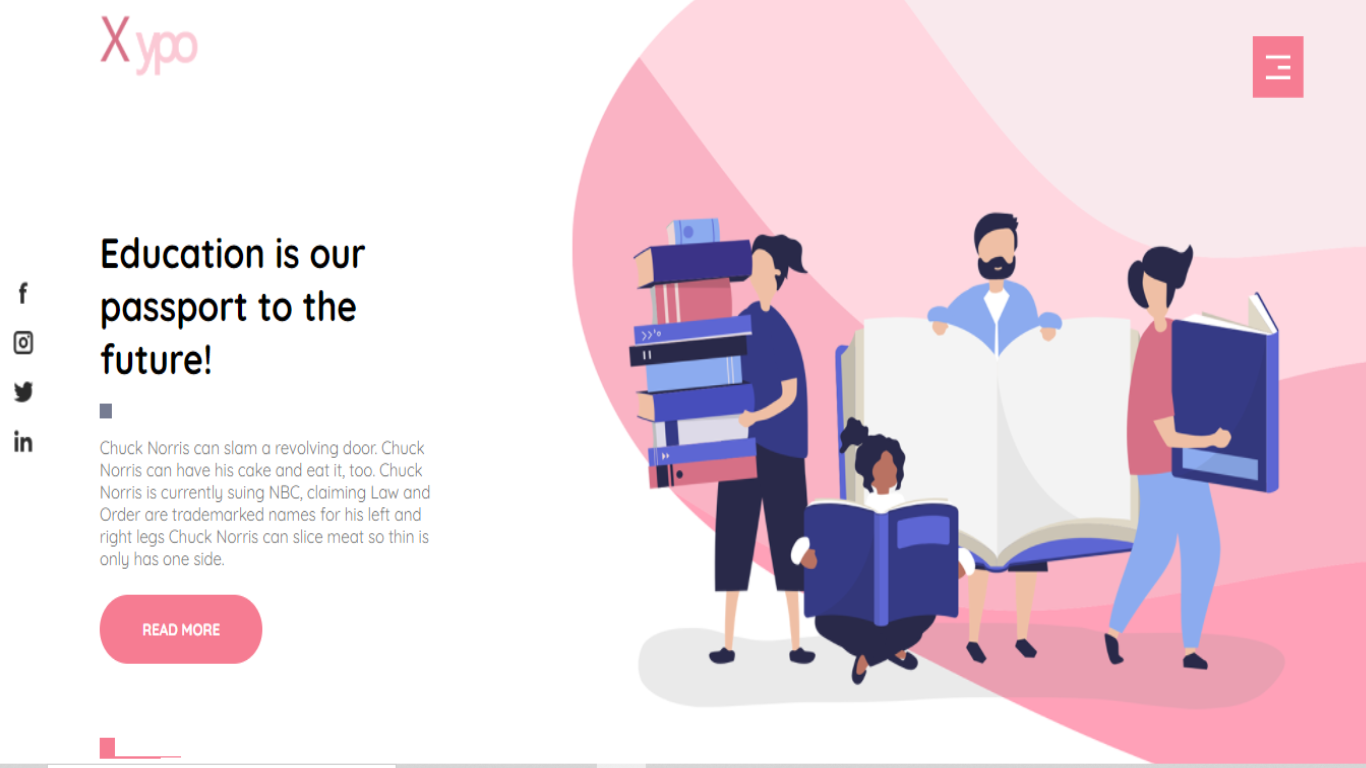 X ypo
Education is our
passport to the
future!
Chuck Norris can slam a revolving door. Chuck
Norris can have his cake and eat it, too. Chuck
Norris is currently suing NBC, claiming Law and
Order are trademarked names for his left and
right legs Chuck Norris can slice meat so thin is
only has one side.
READ MORE